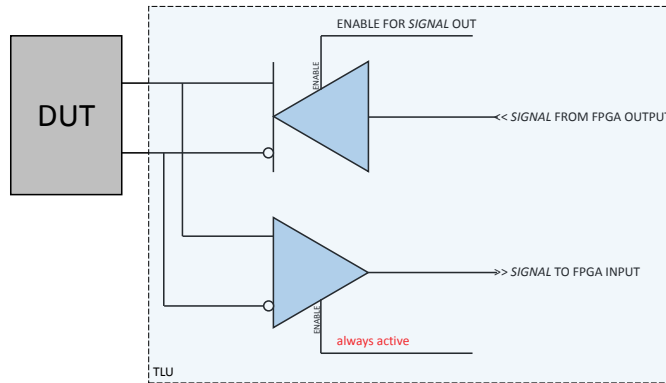 ENABLE FOR SIGNAL OUT
ENABLE
DUT
<< SIGNAL FROM FPGA OUTPUT
>> SIGNAL TO FPGA INPUT
ENABLE
always active
TLU